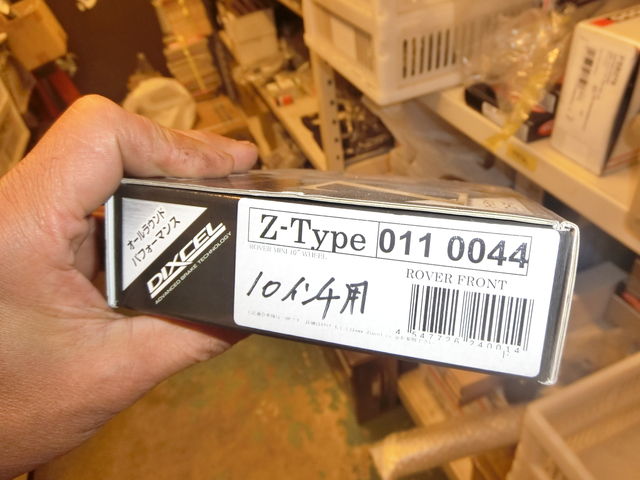 オールラウンド
パフォーマンス
DIXCEL
ADVANCED BRAKE TECHNOLOGY
Z-Type 011 0044
ROVER MINI 10" WHEEL
ROVER FRONT
10インチ用